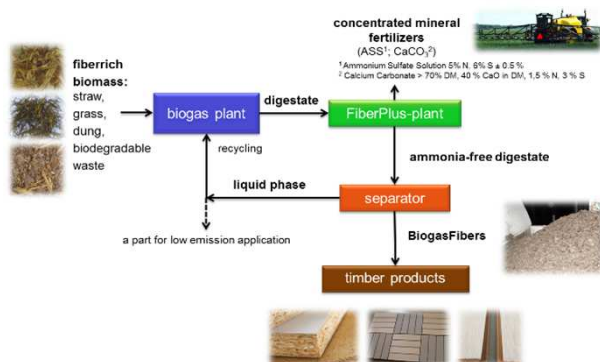 concentrated mineral
fertilizers
(ASS¹; CaCO₃²)
¹ Ammonium Sulfate Solution 5% N, 6% S ± 0.5 %
² Calcium Carbonate > 70% DM, 40 % CaO in DM, 1,5 % N, 3 % S
fiberrich
biomass:
straw,
grass,
dung,
biodegradable
waste
biogas plant
digestate
FiberPlus-plant
recycling
ammonia-free digestate
liquid phase
separator
a part for low emission application
BiogasFibers
timber products